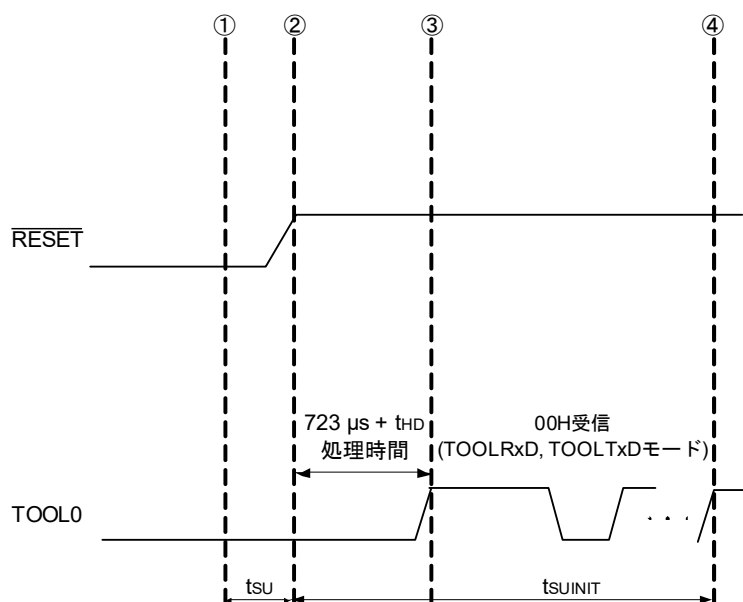 ① ② ③ ④
RESET
723 µs + tHD
処理時間
00H受信
(TOOLRxD, TOOLTxDモード)
TOOL0
...
tSU
tSUINIT